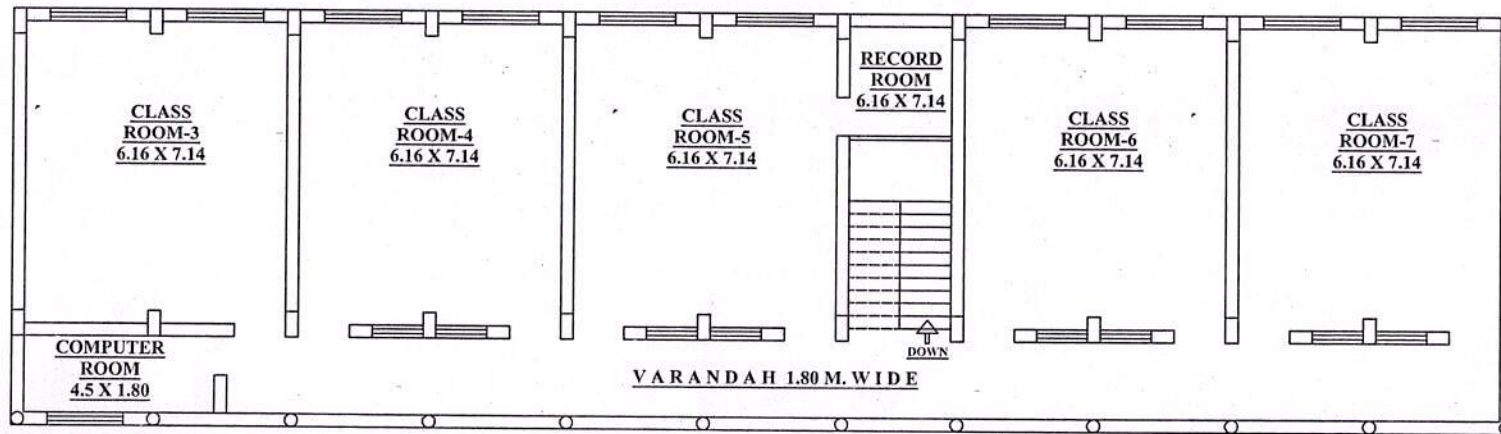 CLASS
ROOM-3
6.16 X 7.14
CLASS
ROOM-4
6.16 X 7.14
CLASS
ROOM-5
6.16 X 7.14
RECORD
ROOM
6.16 X 7.14
CLASS
ROOM-6
6.16 X 7.14
CLASS
ROOM-7
6.16 X 7.14
COMPUTER
ROOM
4.5 X 1.80
DOWN
VARANDAH 1.80 M. WIDE